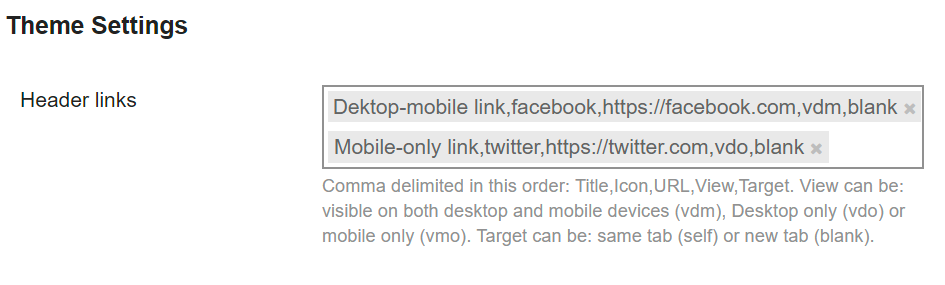 Theme Settings
Header links
Dektop-mobile link,facebook,https://facebook.com,vdm,blank ×
Mobile-only link,twitter,https://twitter.com,vdo,blank ×
Comma delimited in this order: Title,Icon,URL,View,Target. View can be:
visible on both desktop and mobile devices (vdm), Desktop only (vdo) or
mobile only (vmo). Target can be: same tab (self) or new tab (blank).